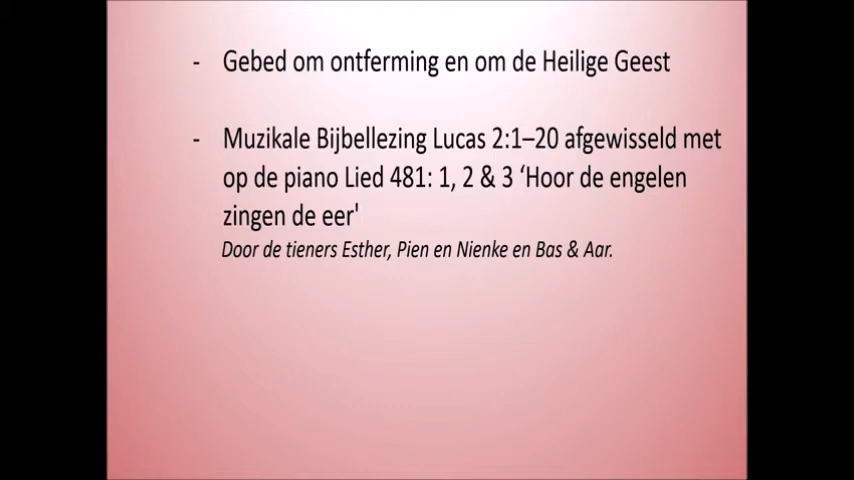 - Gebed om ontferming en om de Heilige Geest
- Muzikale Bijbellezing Lucas 2:1–20 afgewisseld met
op de piano Lied 481: 1, 2 & 3 ‘Hoor de engelen
zingen de eer'
Door de tieners Esther, Pien en Nienke en Bas & Aar.